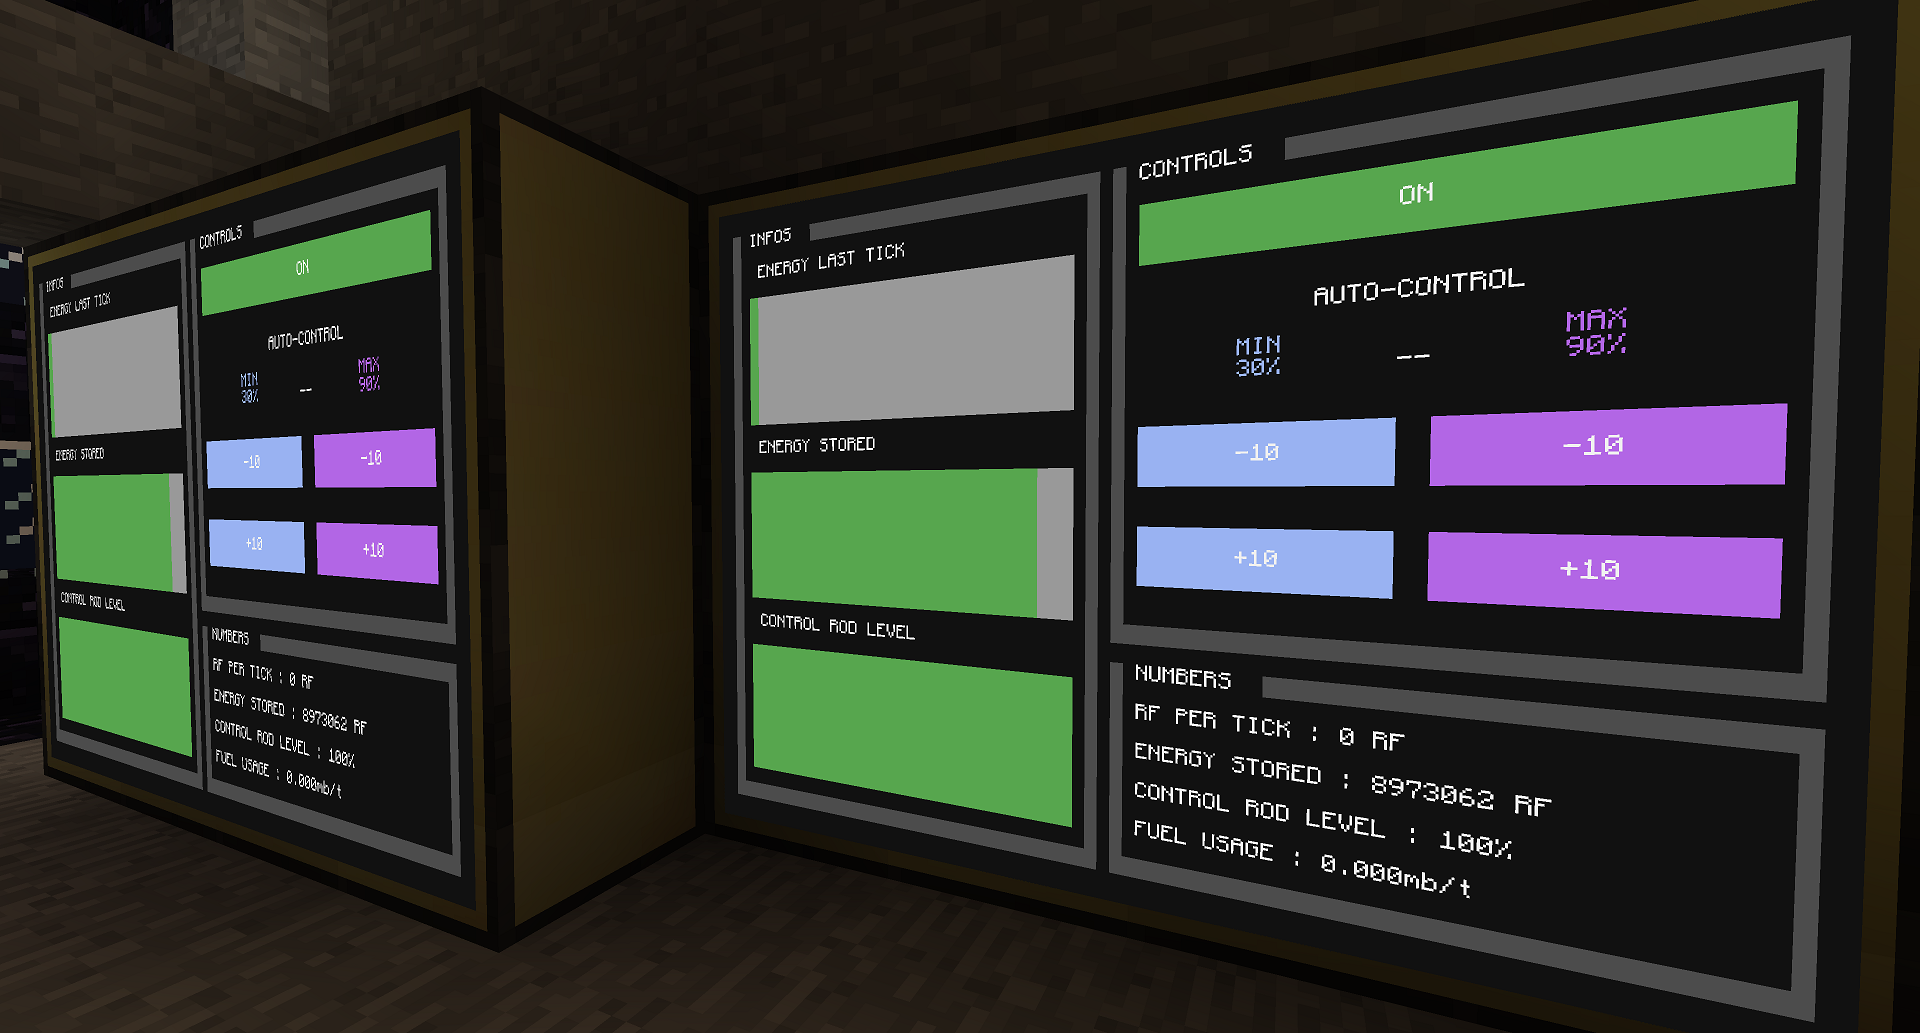 INFOS
ENERGY LAST TICK
ENERGY STORED
CONTROL ROD LEVEL
CONTROLS
ON
AUTO-CONTROL
MIN
30%
--
MAX
90%
-10
-10
+10
+10
NUMBERS
RF PER TICK : 0 RF
ENERGY STORED : 8973062 RF
CONTROL ROD LEVEL : 100%
FUEL USAGE : 0.000mb/t
INFOS
ENERGY LAST TICK
ENERGY STORED
CONTROL ROD LEVEL
CONTROLS
ON
AUTO-CONTROL
MIN
30%
--
MAX
90%
-10
-10
+10
+10
NUMBERS
RF PER TICK : 0 RF
ENERGY STORED : 8973062 RF
CONTROL ROD LEVEL : 100%
FUEL USAGE : 0.000mb/t